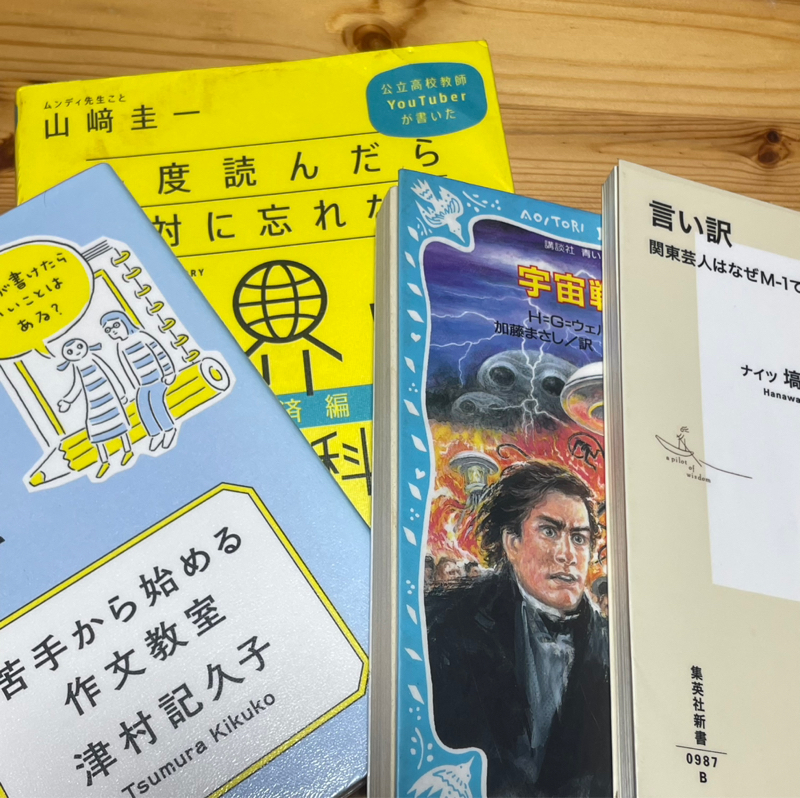 ムンディ先生こと
山﨑圭一
公立高校教師
YouTuber
が書いた
度読んだら
対に忘れな
RY
済編
科
が書けたら
いいことは
ある?
苦手から始める
作文教室
津村記久子
Tsumura Kikuko
AOITORI
講談社 青い
宇宙戦
H=G=ウェル
加藤まさし/訳
言い訳
関東芸人はなぜM-1で
ナイツ 塙
Hanawa
a pilot
of
wisdom
集英社新書
0987
B